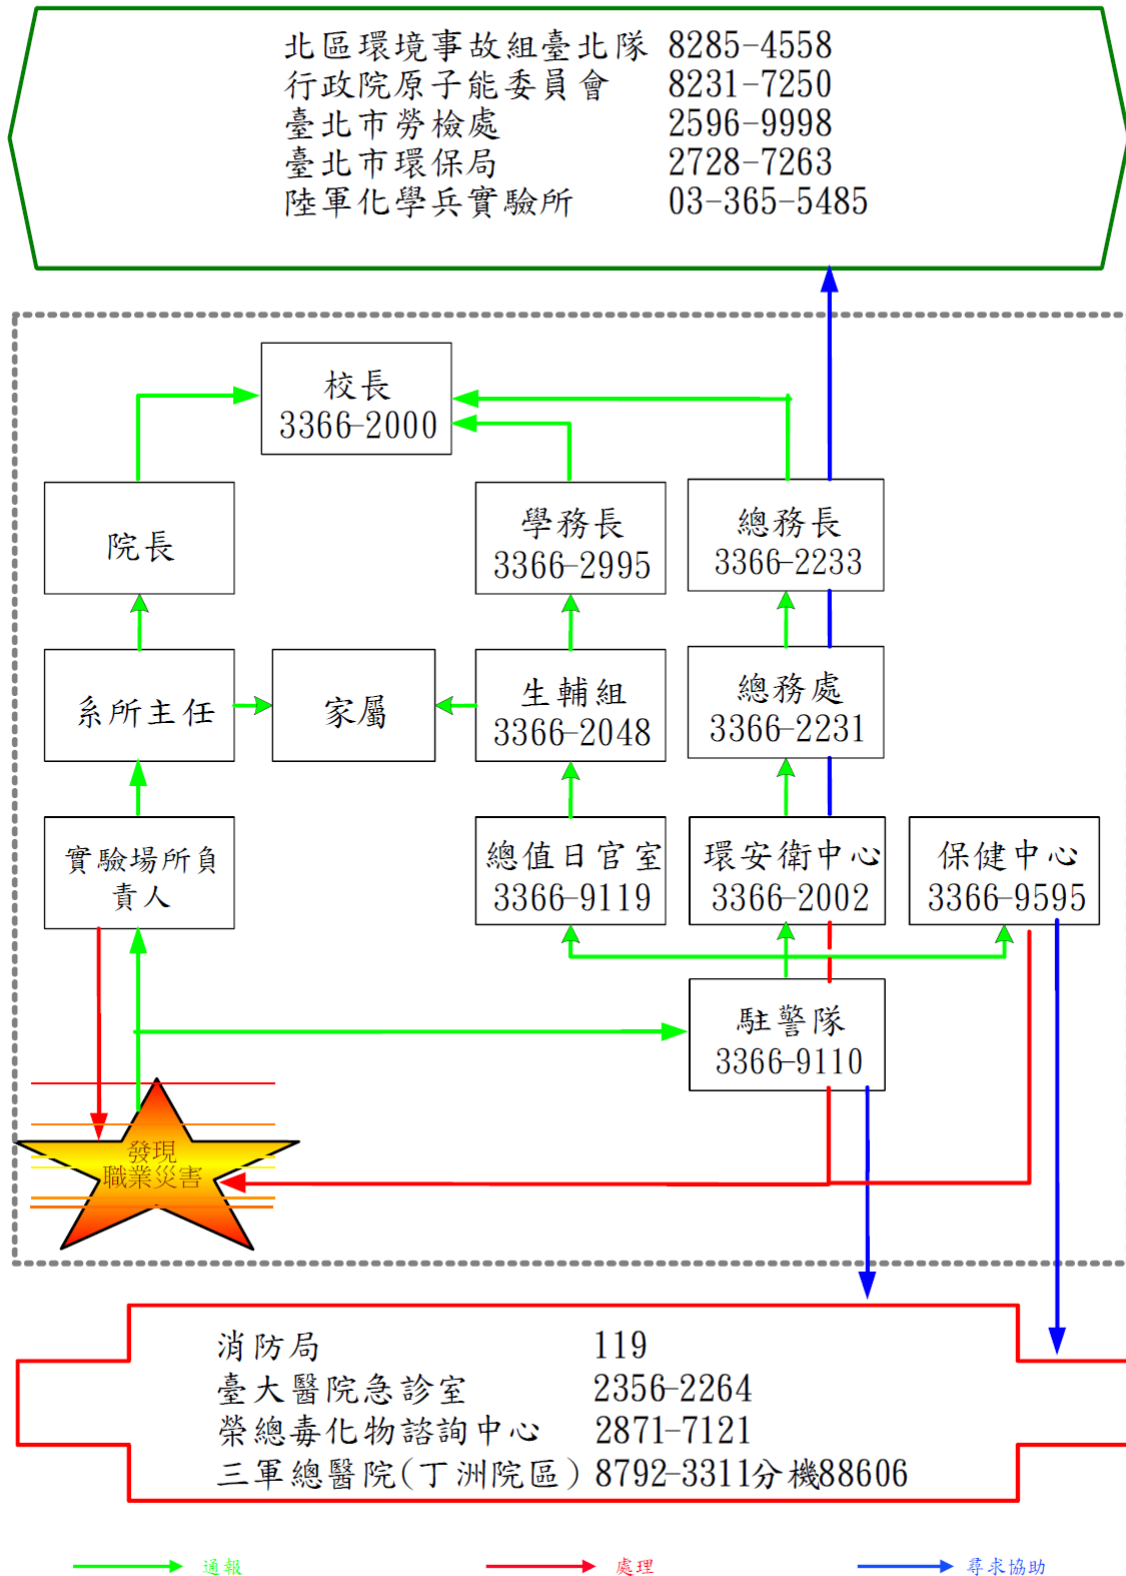 北區環境事故組臺北隊 8285-4558
行政院原子能委員會 8231-7250
臺北市勞檢處 2596-9998
臺北市環保局 2728-7263
陸軍化學兵實驗所 03-365-5485
校長
3366-2000
院長
學務長
3366-2995
總務長
3366-2233
系所主任
家屬
生輔組
3366-2048
總務處
3366-2231
實驗場所負
責人
總值日官室
3366-9119
環安衛中心
3366-2002
保健中心
3366-9595
駐警隊
3366-9110
發現
職業災害
消防局 119
臺大醫院急診室 2356-2264
榮總毒化物諮詢中心 2871-7121
三軍總醫院(丁洲院區) 8792-3311分機88606
通報
處理
尋求協助